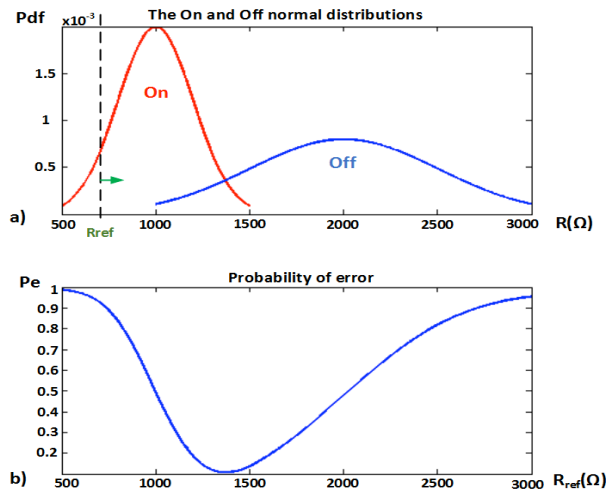 Pdf x10⁻³ The On and Off normal distributions
1.5
On
1
Off
0.5
a)
500 1000 1500 2000 2500 3000 R(Ω)
Rref
Pe Probability of error
1
0.9
0.8
0.7
0.6
0.5
0.4
0.3
0.2
b)
500 1000 1500 2000 2500 3000 Rref(Ω)